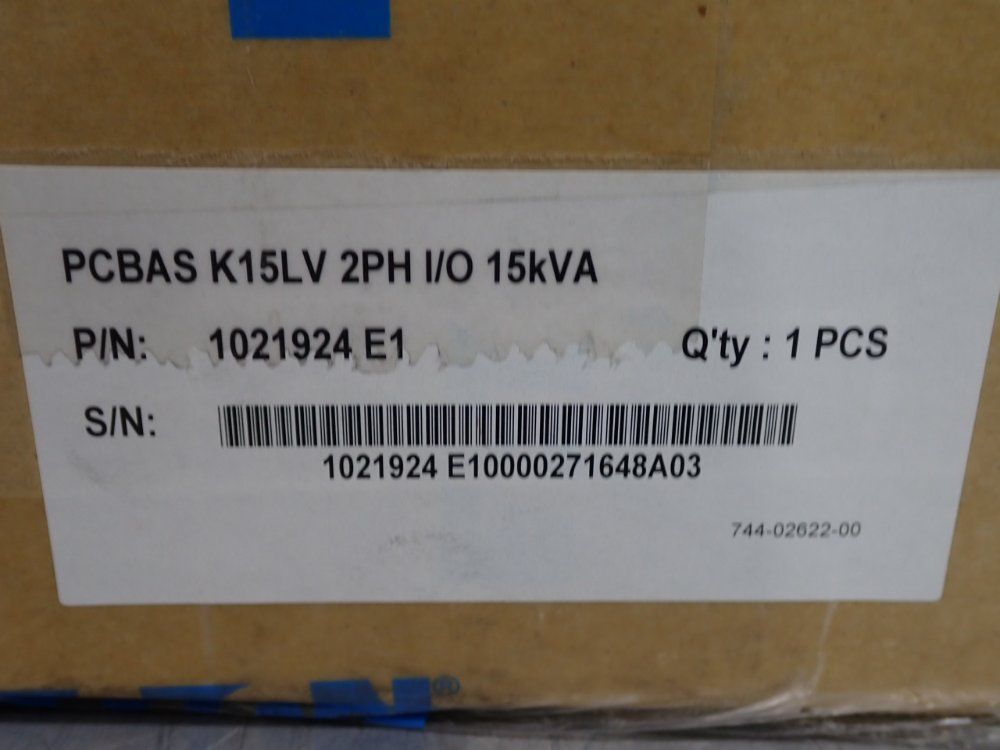 PCBAS K15LV 2PH I/O 15kVA
P/N: 1021924 E1 Q'ty : 1 PCS
S/N:
1021924 E10000271648A03
744-02622-00
®